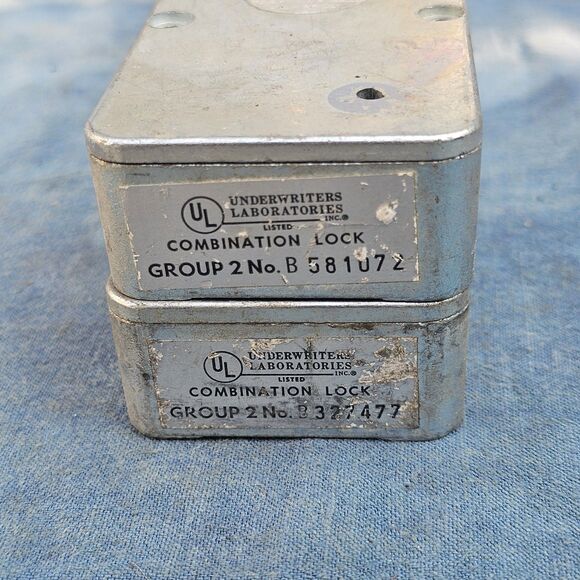 UL UNDERWRITERS
LABORATORIES
INC.®
LISTED
COMBINATION LOCK
GROUP 2 No. B 581072
UL UNDERWRITERS
LABORATORIES
INC.®
LISTED
COMBINATION LOCK
GROUP 2 No. B 327477